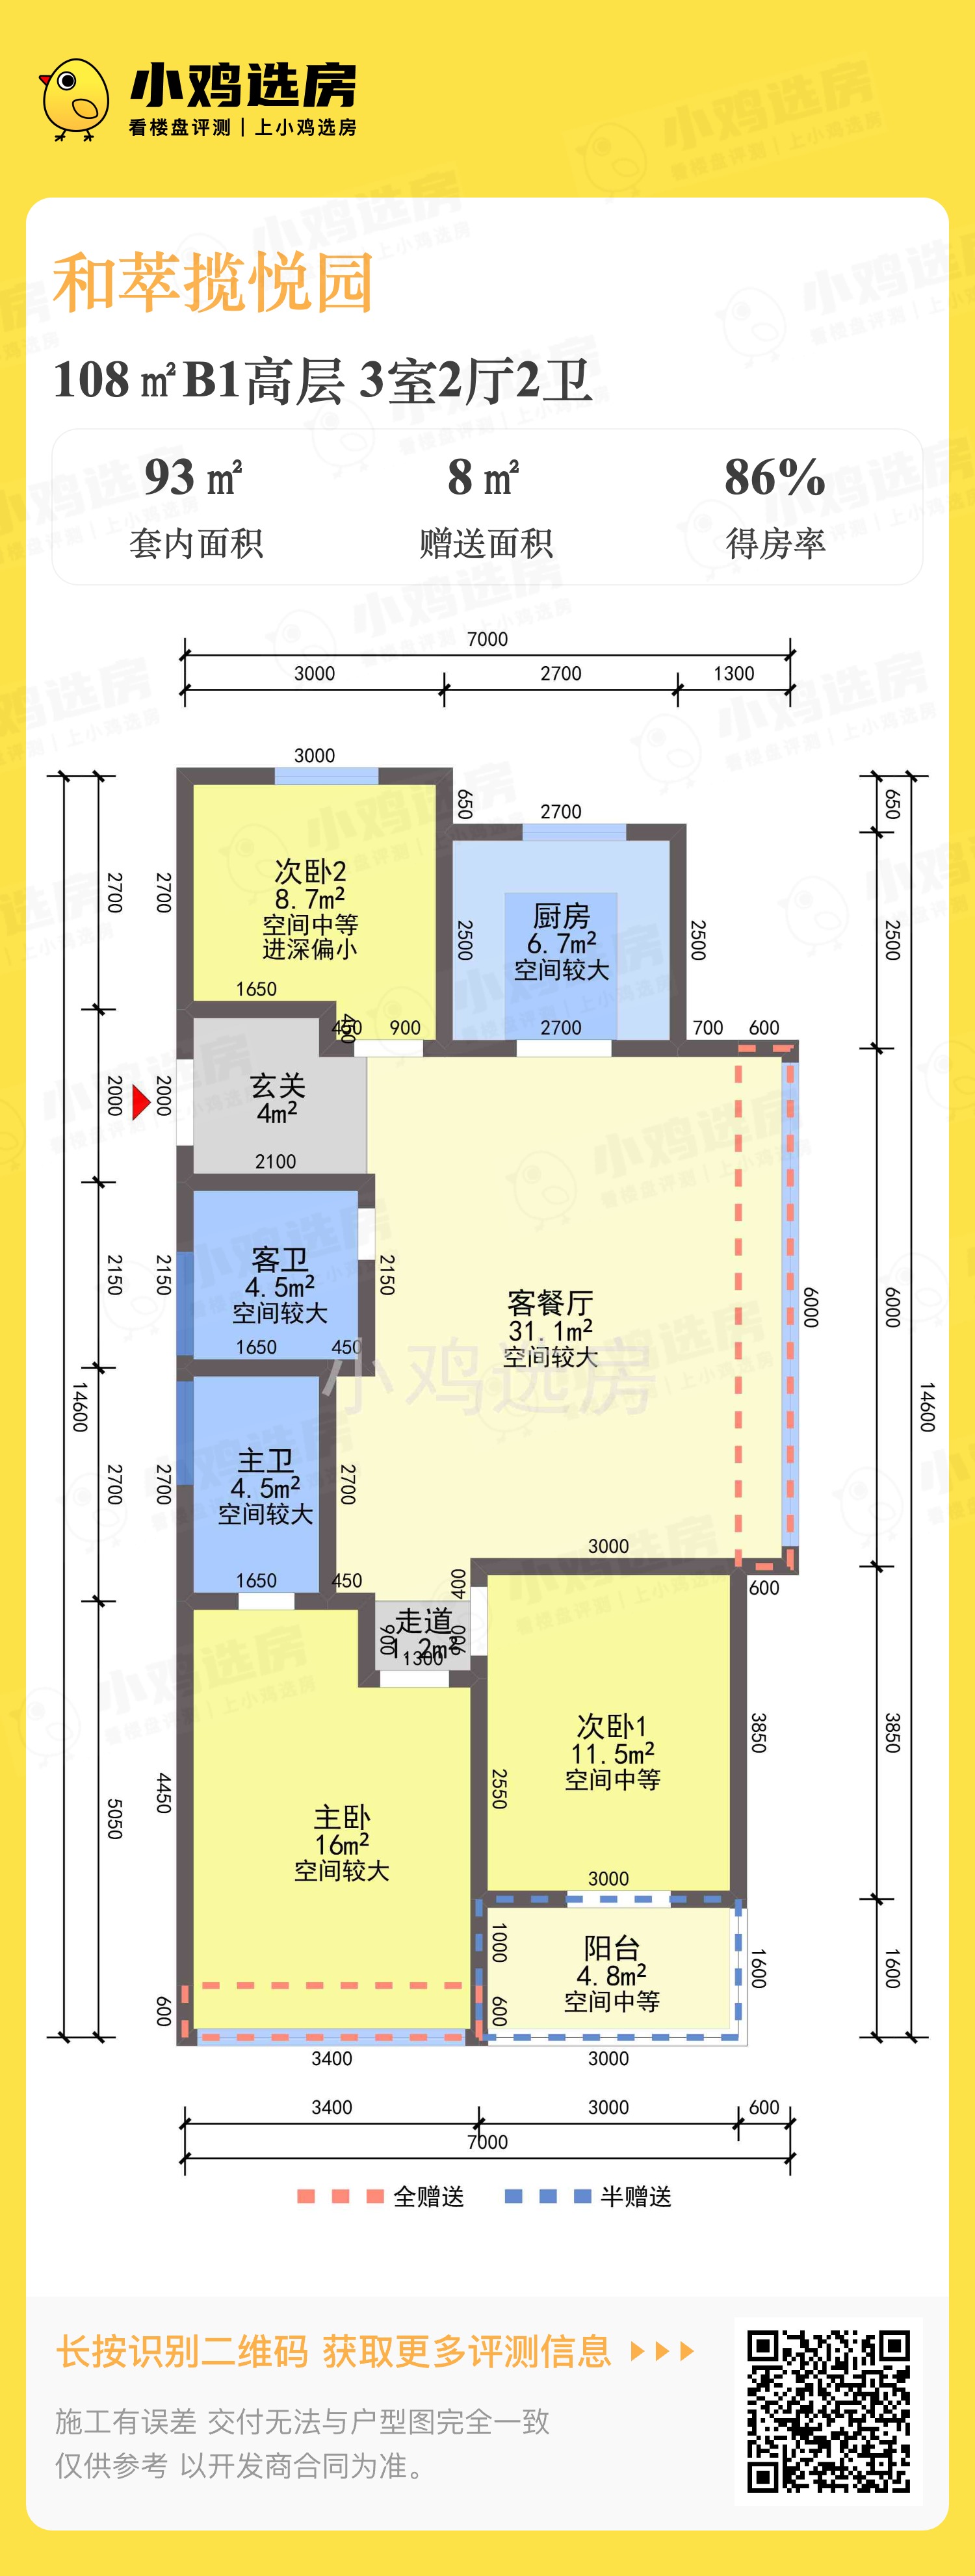 小鸡选房
看楼盘评测|上小鸡选房
和萃揽悦园
108㎡B1高层 3室2厅2卫
93㎡
8㎡
86%
套内面积
赠送面积
得房率
7000
3000
2700
1300
3000
650
2700
650
次卧2
8.7m²
空间中等
进深偏小
2700
2700
厨房
6.7m²
空间较大
2500
2500
2500
1650
450
450
900
2700
700
600
玄关
4m²
2000
2000
2100
客卫
4.5m²
空间较大
2150
2150
2150
1650
450
客餐厅
31.1m²
空间较大
6000
6000
小鸡选房
14600
14600
主卫
4.5m²
空间较大
2700
2700
2700
1650
450
3000
400
600
走道
1.2m²
900
900
1300
次卧1
11.5m²
空间中等
3850
3850
2550
4450
5050
主卧
16m²
空间较大
3000
阳台
4.8m²
空间中等
1000
600
1600
1600
600
3400
3000
3400
3000
600
7000
全赠送
半赠送
长按识别二维码 获取更多评测信息
施工有误差 交付无法与户型图完全一致
仅供参考 以开发商合同为准。